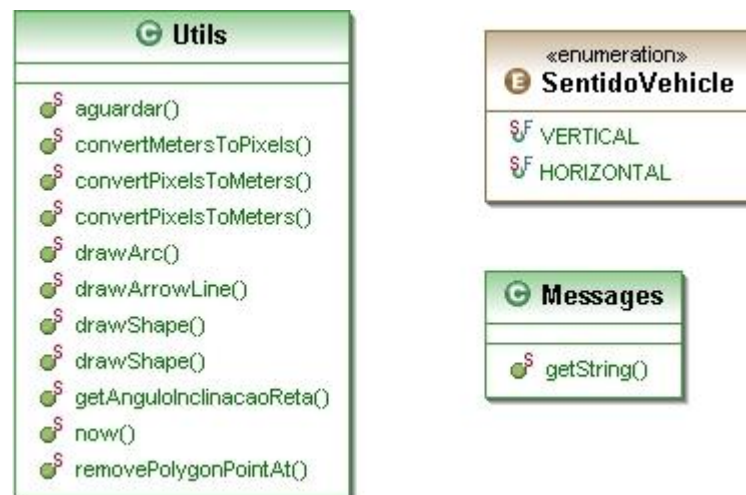 Utils
aguardar()
convertMetersToPixels()
convertPixelsToMeters()
convertPixelsToMeters()
drawArc()
drawArrowLine()
drawShape()
drawShape()
getAnguloInclinacaoReta()
now()
removePolygonPointAt()
«enumeration»
SentidoVehicle
VERTICAL
HORIZONTAL
Messages
getString()